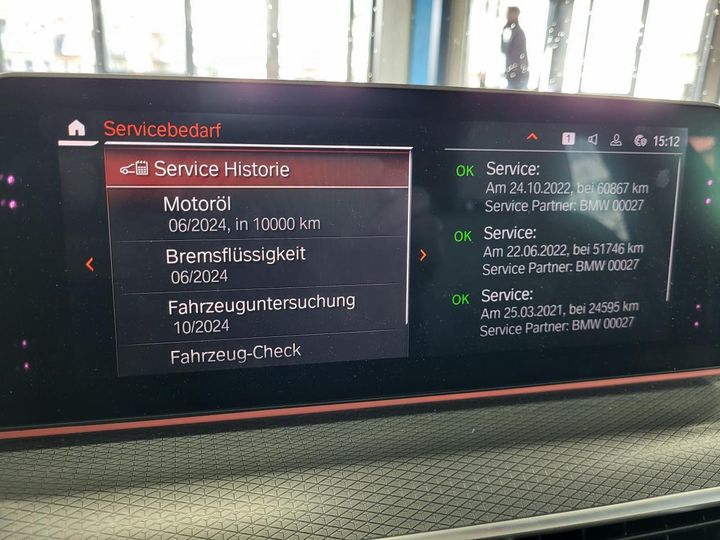 Servicebedarf
1
15:12
Service Historie
Motoröl
06/2024, in 10000 km
Bremsflüssigkeit
06/2024
Fahrzeuguntersuchung
10/2024
Fahrzeug-Check
OK Service:
Am 24.10.2022, bei 60867 km
Service Partner: BMW 00027
OK Service:
Am 22.06.2022, bei 51746 km
Service Partner: BMW 00027
OK Service:
Am 25.03.2021, bei 24595 km
Service Partner: BMW 00027